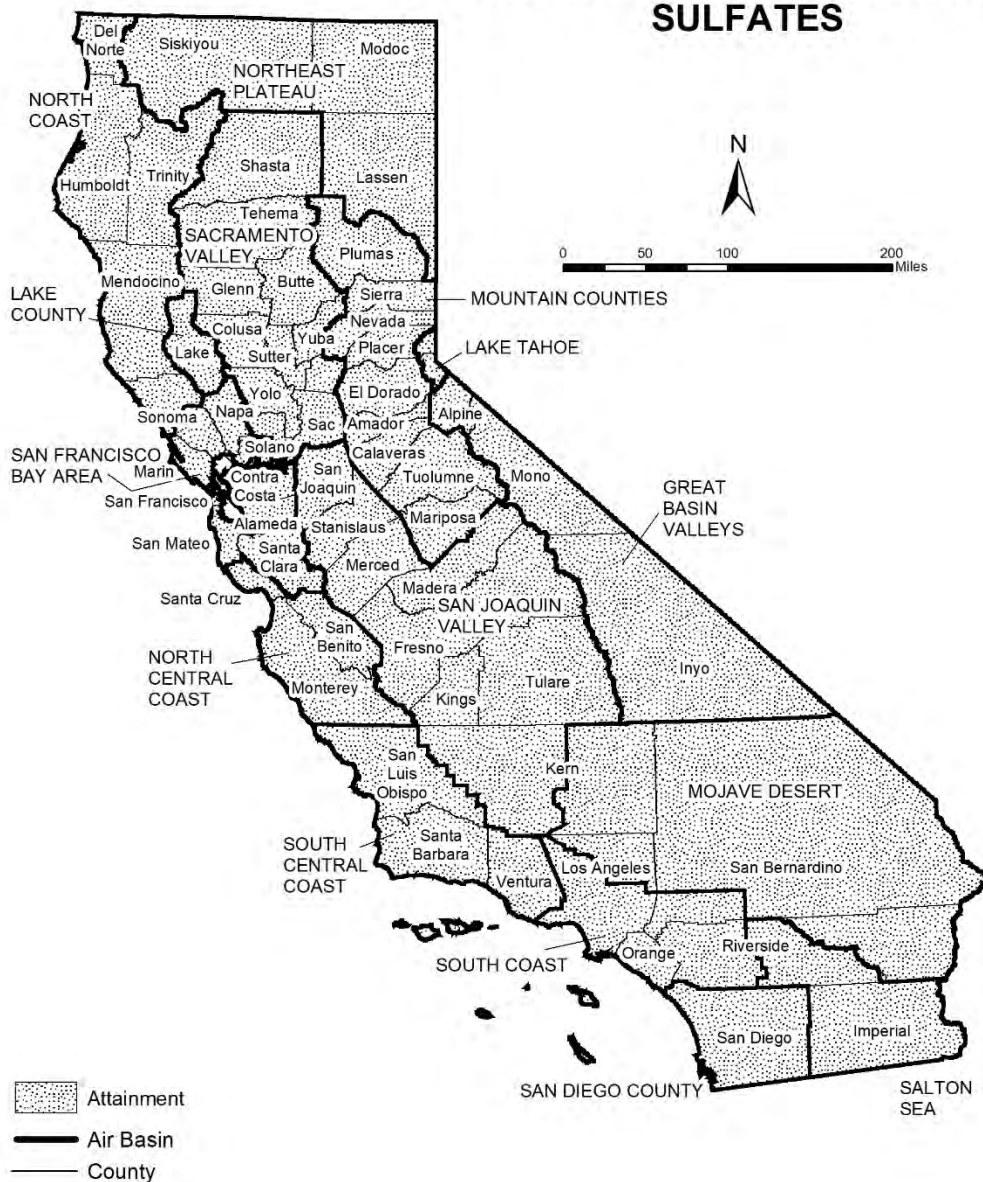 SULFATES
Del
Norte
Siskiyou
Modoc
NORTHEAST
PLATEAU
NORTH
COAST
N
Shasta
Lassen
Trinity
Humboldt
Tehema
SACRAMENTO
VALLEY
Plumas
0 50 100 200
Miles
Mendocino
Glenn
Butte
Sierra
MOUNTAIN COUNTIES
LAKE
COUNTY
Colusa
Yuba
Nevada
Lake
Sutter
Placer
LAKE TAHOE
Yolo
El Dorado
Sonoma
Napa
Sac
Amador
Alpine
Solano
Calaveras
SAN FRANCISCO
BAY AREA
Marin
Contra
Costa
San
Joaquin
Tuolumne
Mono
GREAT
BASIN
VALLEYS
San Francisco
Alameda
Stanislaus
Mariposa
San Mateo
Santa
Clara
Merced
Madera
Santa Cruz
SAN JOAQUIN
VALLEY
San
Benito
Fresno
NORTH
CENTRAL
COAST
Monterey
Kings
Tulare
Inyo
San
Luis
Obispo
Kern
MOJAVE DESERT
SOUTH
CENTRAL
COAST
Santa
Barbara
Ventura
Los Angeles
San Bernardino
SOUTH COAST
Orange
Riverside
San Diego
Imperial
SAN DIEGO COUNTY
SALTON
SEA
Attainment
Air Basin
County